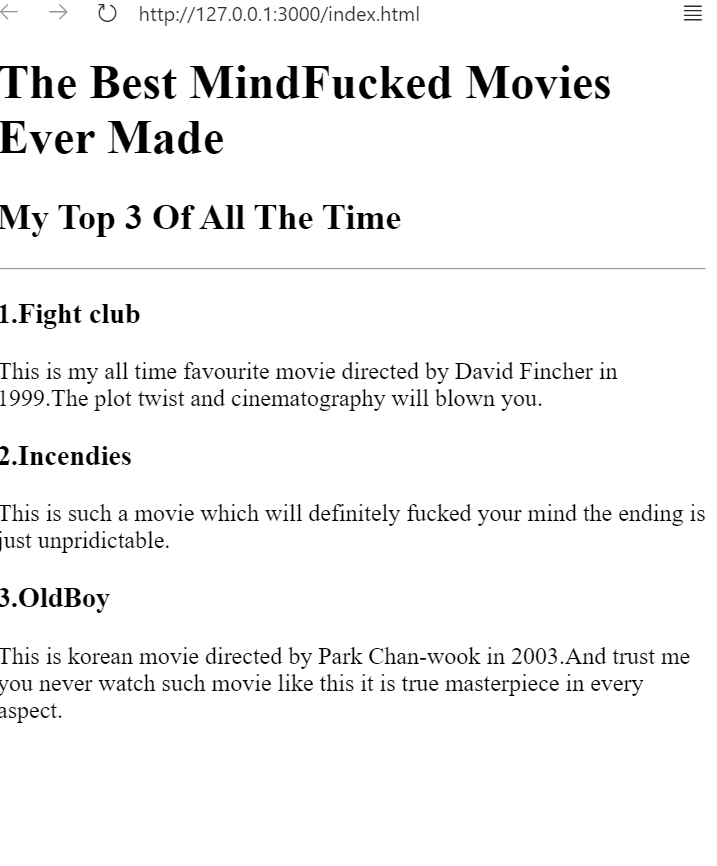 http://127.0.0.1:3000/index.html
The Best MindFucked Movies
Ever Made
My Top 3 Of All The Time
1.Fight club
This is my all time favourite movie directed by David Fincher in
1999.The plot twist and cinematography will blown you.
2.Incendies
This is such a movie which will definitely fucked your mind the ending is
just unpridictable.
3.OldBoy
This is korean movie directed by Park Chan-wook in 2003.And trust me
you never watch such movie like this it is true masterpiece in every
aspect.